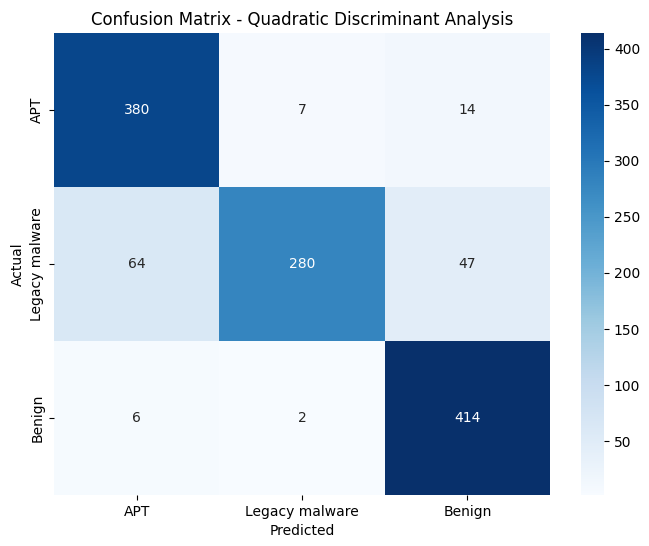 Confusion Matrix - Quadratic Discriminant Analysis
Actual
APT
380 7 14
Legacy malware
64 280 47
Benign
6 2 414
APT Legacy malware Benign
Predicted
400
350
300
250
200
150
100
50